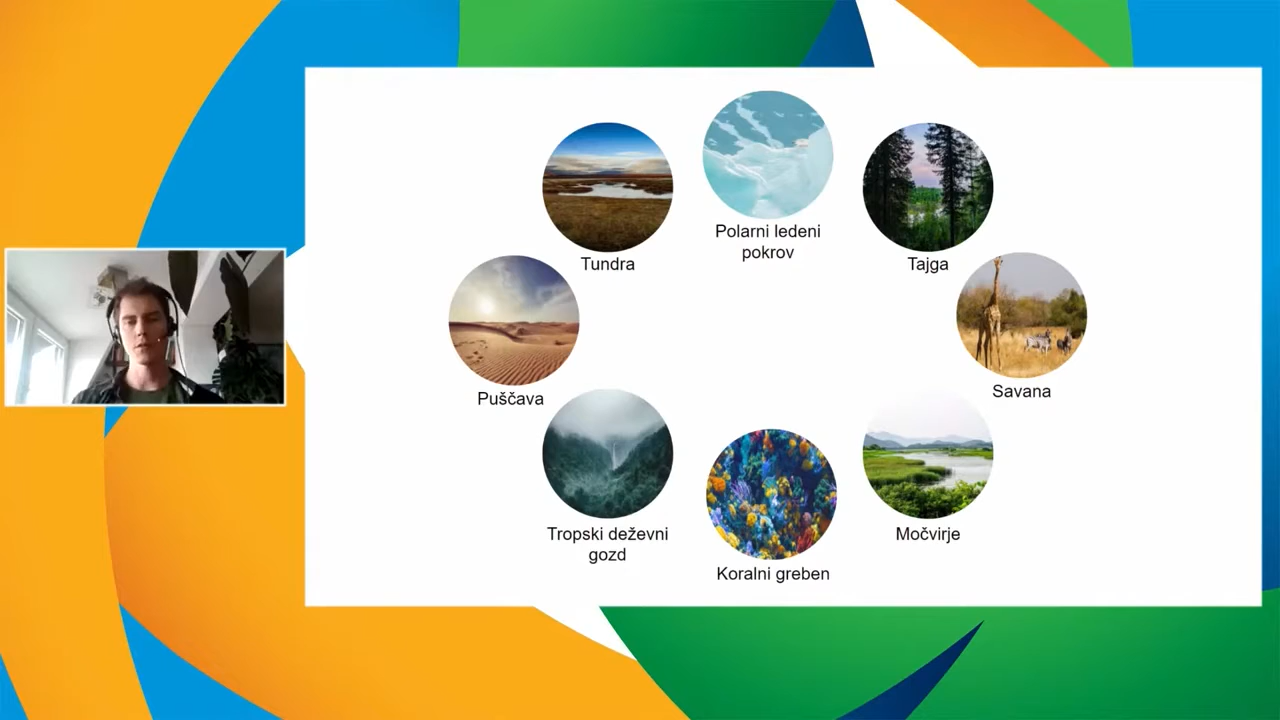 Polarni ledeni
pokrov
Tundra
Tajga
Savana
Puščava
Tropski deževni
gozd
Močvirje
Koralni greben